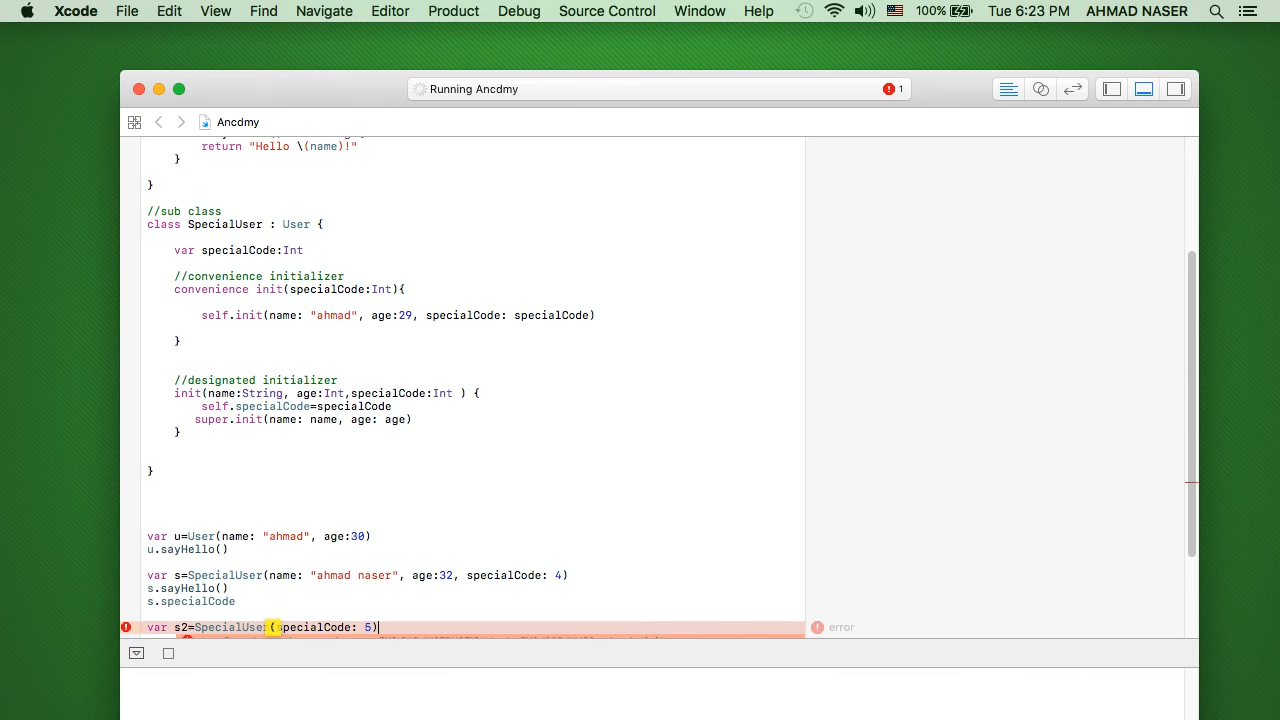 Xcode File Edit View Find Navigate Editor Product Debug Source Control Window Help 100% Tue 6:23 PM AHMAD NASER
Running Ancdmy 1
Ancdmy
return "Hello \(name)!"
}
}
//sub class
class SpecialUser : User {
var specialCode:Int
//convenience initializer
convenience init(specialCode:Int){
self.init(name: "ahmad", age:29, specialCode: specialCode)
}
//designated initializer
init(name:String, age:Int,specialCode:Int ) {
self.specialCode=specialCode
super.init(name: name, age: age)
}
}
var u=User(name: "ahmad", age:30)
u.sayHello()
var s=SpecialUser(name: "ahmad naser", age:32, specialCode: 4)
s.sayHello()
s.specialCode
var s2=SpecialUser(specialCode: 5) error